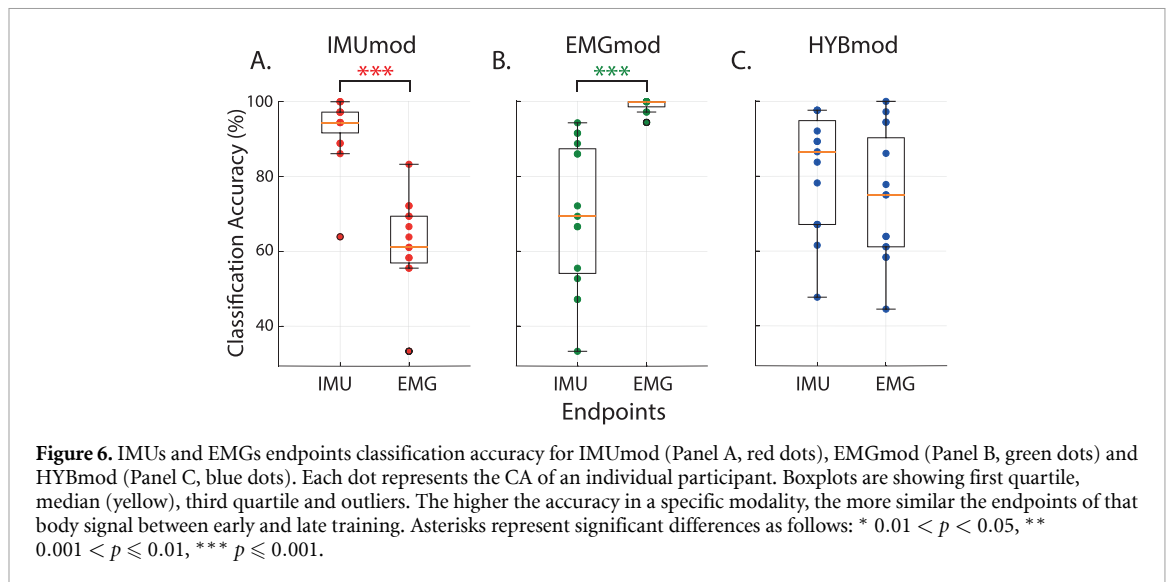 IMUmod
EMGmod
HYBmod
A.
***
B.
***
C.
Classification Accuracy (%)
100
80
60
40
IMU
EMG
IMU
EMG
IMU
EMG
Endpoints
Figure 6. IMUs and EMGs endpoints classification accuracy for IMUmod (Panel A, red dots), EMGmod (Panel B, green dots) and
HYBmod (Panel C, blue dots). Each dot represents the CA of an individual participant. Boxplots are showing first quartile,
median (yellow), third quartile and outliers. The higher the accuracy in a specific modality, the more similar the endpoints of that
body signal between early and late training. Asterisks represent significant differences as follows: * 0.01 < p < 0.05, **
0.001 < p ⩽ 0.01, *** p ⩽ 0.001.